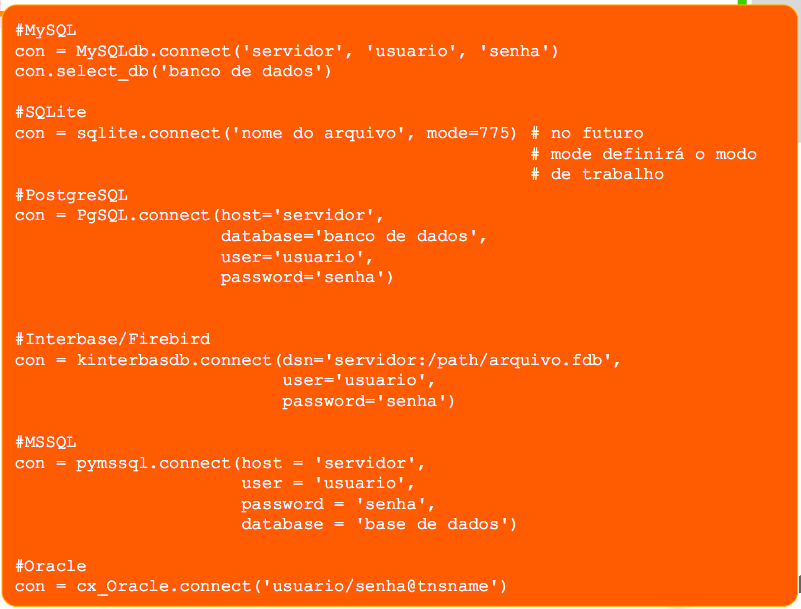 #MySQL
con = MySQLdb.connect('servidor', 'usuario', 'senha')
con.select_db('banco de dados')
#SQLite
con = sqlite.connect('nome do arquivo', mode=775) # no futuro
# mode definirá o modo
# de trabalho
#PostgreSQL
con = PgSQL.connect(host='servidor',
database='banco de dados',
user='usuario',
password='senha')
#Interbase/Firebird
con = kinterbasdb.connect(dsn='servidor:/path/arquivo.fdb',
user='usuario',
password='senha')
#MSSQL
con = pymssql.connect(host = 'servidor',
user = 'usuario',
password = 'senha',
database = 'base de dados')
#Oracle
con = cx_Oracle.connect('usuario/senha@tnsname')